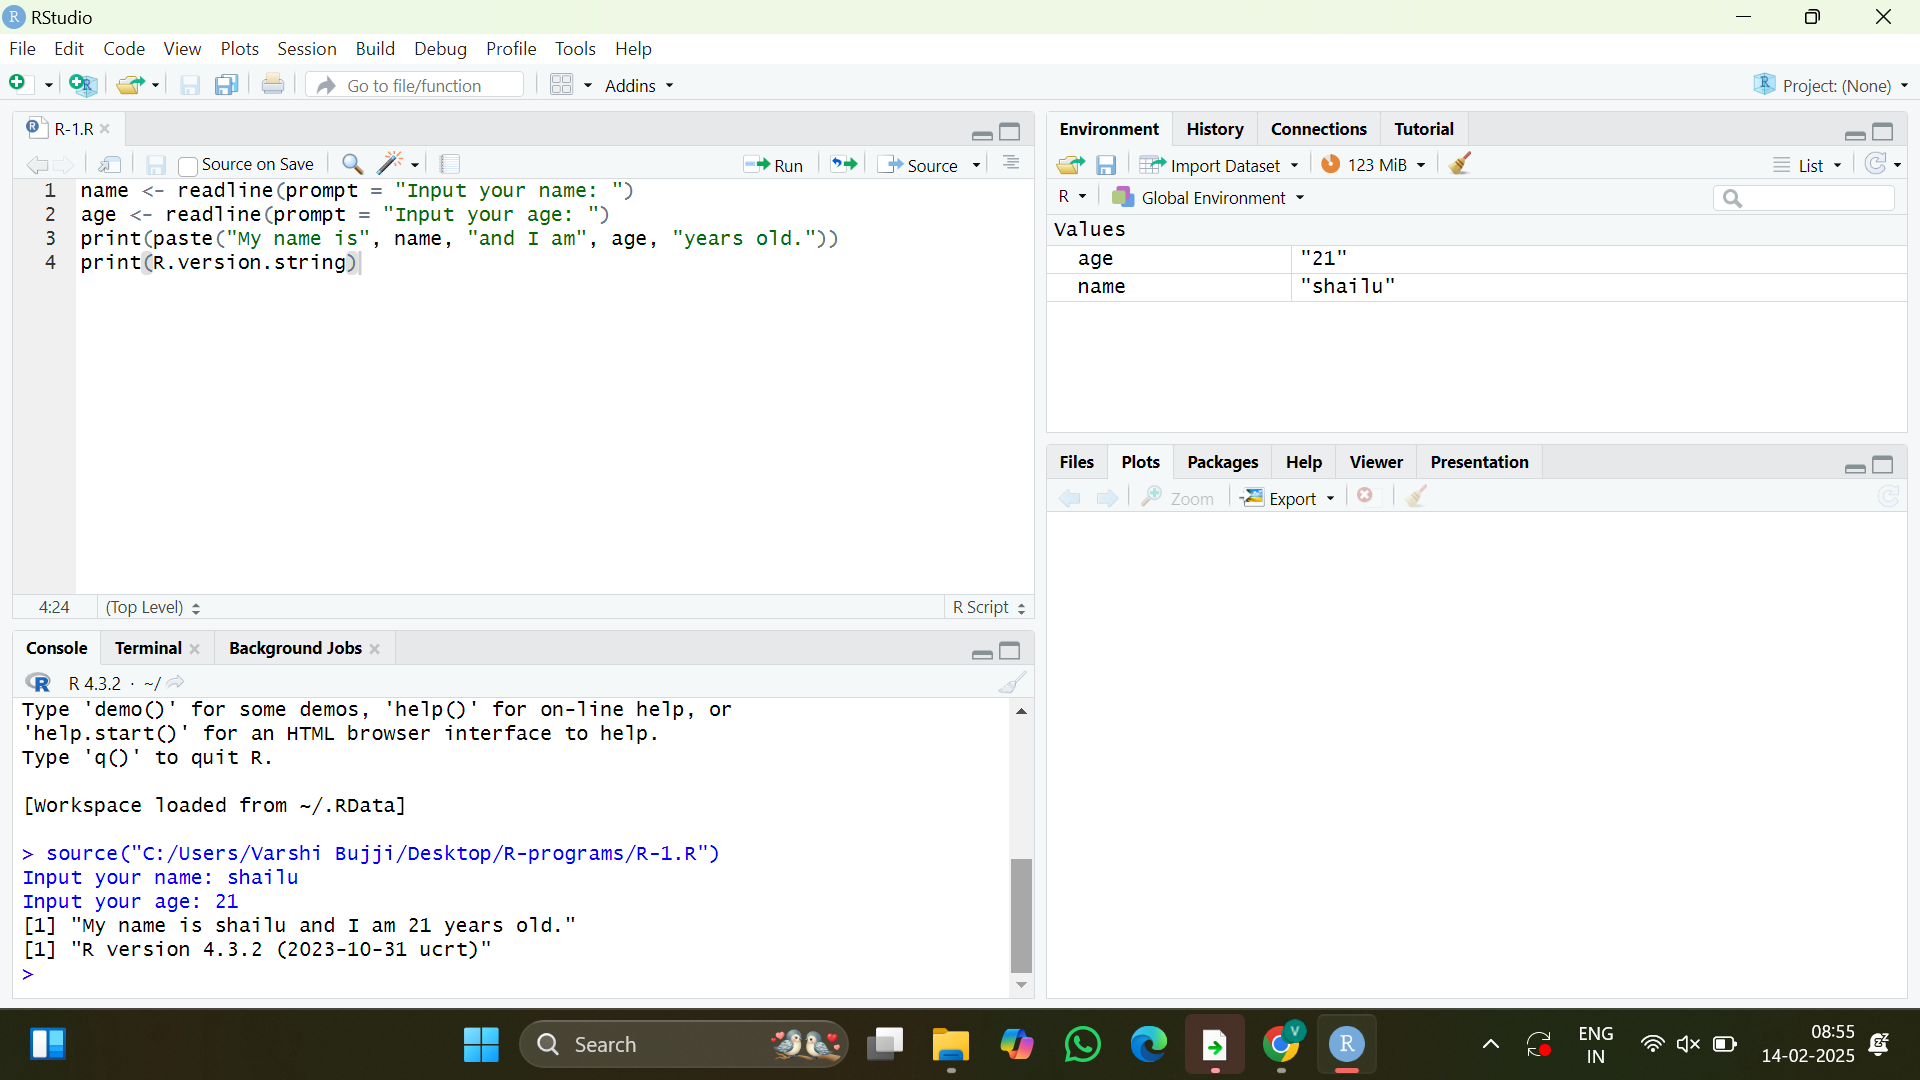 RStudio
File Edit Code View Plots Session Build Debug Profile Tools Help
Go to file/function Addins Project: (None)
R-1.R
Source on Save Run Source
1 name <- readline(prompt = "Input your name: ")
2 age <- readline(prompt = "Input your age: ")
3 print(paste("My name is", name, "and I am", age, "years old."))
4 print(R.version.string)
4:24 (Top Level) R Script
Console Terminal Background Jobs
R 4.3.2 · ~/
Type 'demo()' for some demos, 'help()' for on-line help, or
'help.start()' for an HTML browser interface to help.
Type 'q()' to quit R.
[Workspace loaded from ~/.RData]
> source("C:/Users/Varshi Bujji/Desktop/R-programs/R-1.R")
Input your name: shailu
Input your age: 21
[1] "My name is shailu and I am 21 years old."
[1] "R version 4.3.2 (2023-10-31 ucrt)"
>
Environment History Connections Tutorial
Import Dataset 123 MiB List
R Global Environment
Values
age "21"
name "shailu"
Files Plots Packages Help Viewer Presentation
Zoom Export
Search
V
R
ENG
IN
08:55
14-02-2025